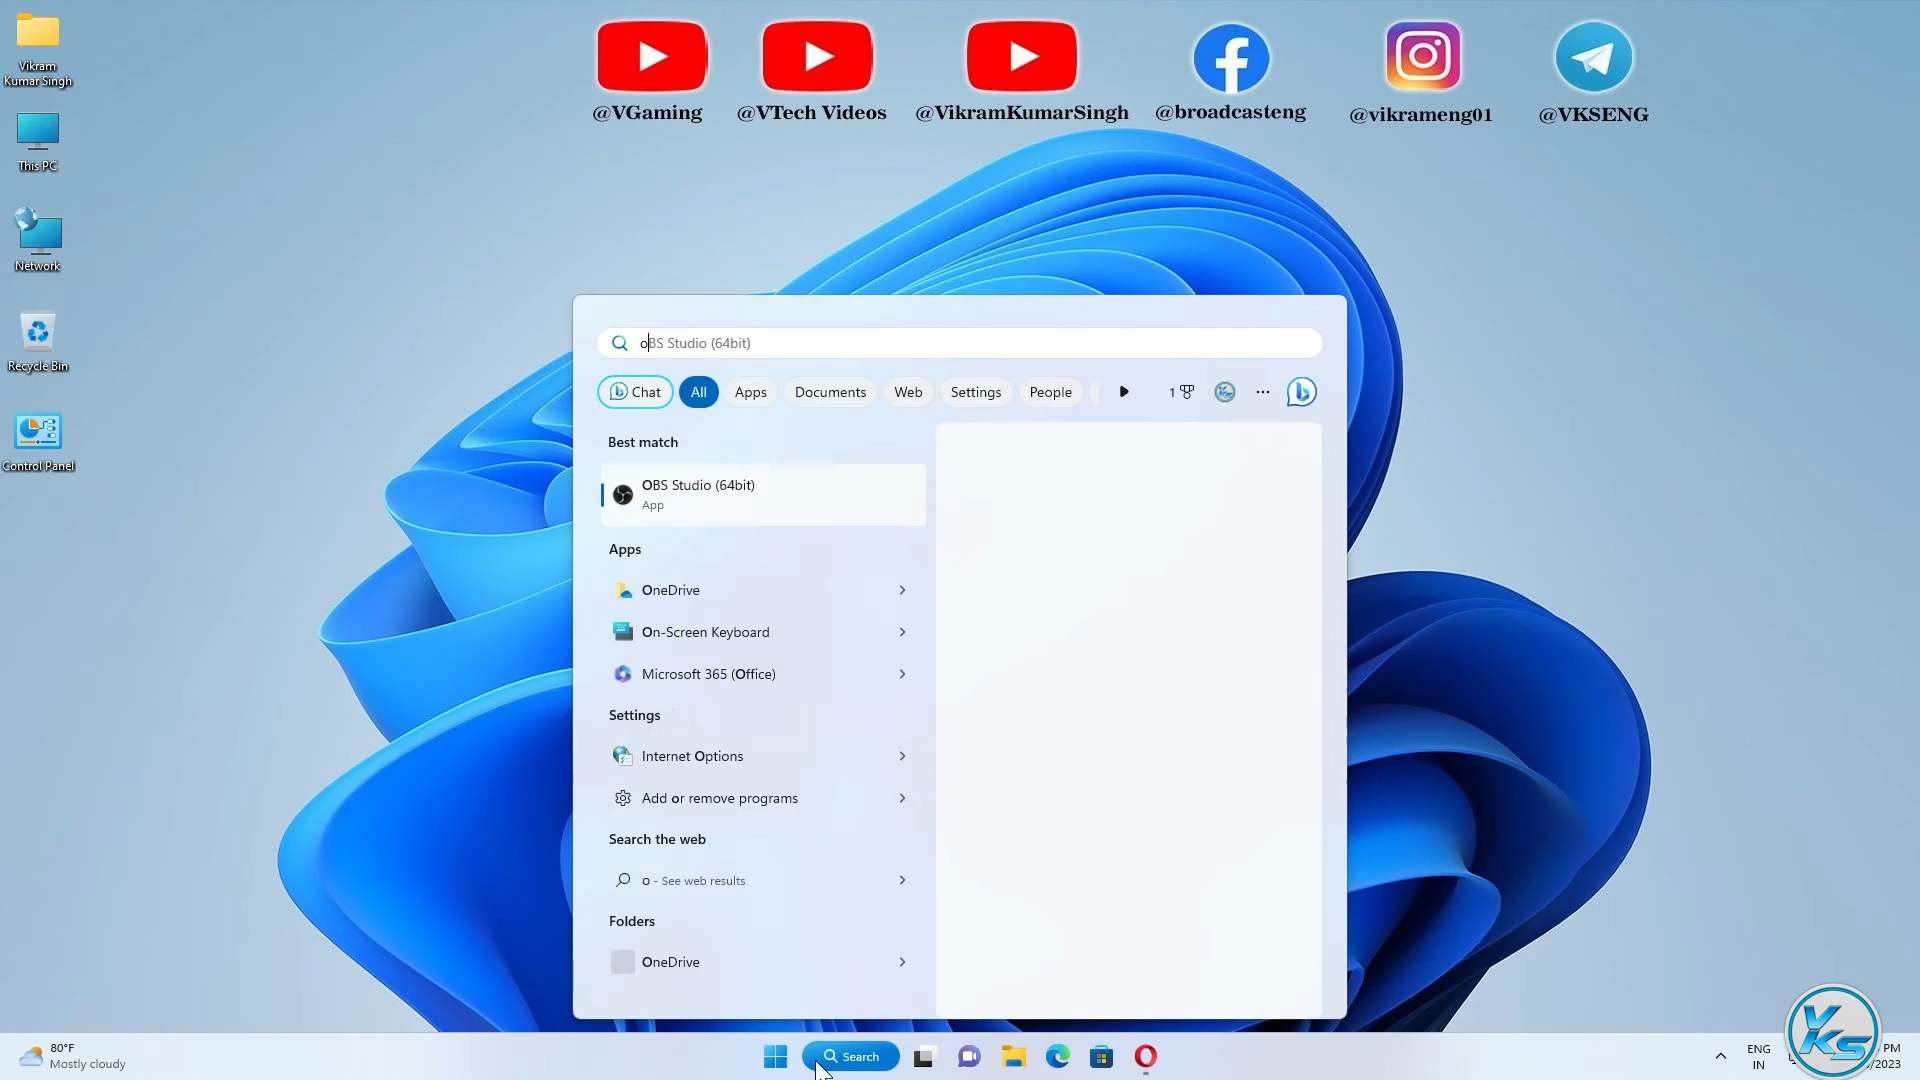 Vikram
Kumar Singh
This PC
Network
Recycle Bin
Control Panel
@VGaming
@VTech Videos
@VikramKumarSingh
@broadcasteng
@vikrameng01
@VKSENG
oBS Studio (64bit)
Chat
All
Apps
Documents
Web
Settings
People
1
Best match
OBS Studio (64bit)
App
Apps
OneDrive
On-Screen Keyboard
Microsoft 365 (Office)
Settings
Internet Options
Add or remove programs
Search the web
o - See web results
Folders
OneDrive
80°F
Mostly cloudy
Search
ENG
IN
PM
/2023
VKS